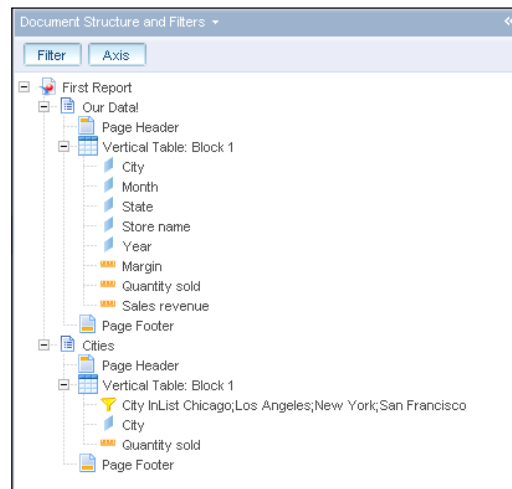 Document Structure and Filters
Filter Axis
First Report
Our Data!
Page Header
Vertical Table: Block 1
City
Month
State
Store name
Year
Margin
Quantity sold
Sales revenue
Page Footer
Cities
Page Header
Vertical Table: Block 1
City InList Chicago;Los Angeles;New York;San Francisco
City
Quantity sold
Page Footer